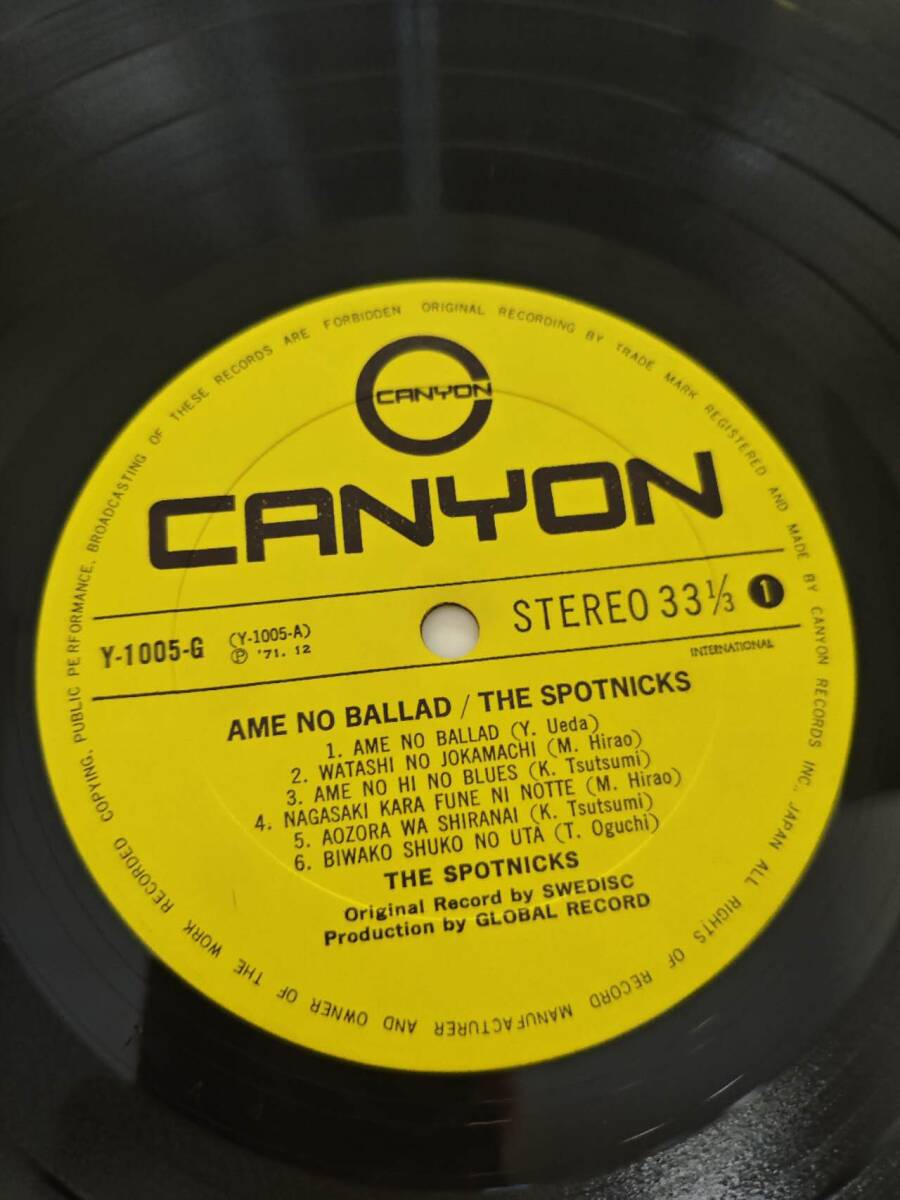 ORIGINAL RECORDING BY TRADE MARK REGISTERED AND MADE BY CANYON RECORDS INC., JAPAN ALL RIGHTS OF RECORD MANUFACTURER AND OWNER OF THE WORK RECORDED COPYING, PUBLIC PERFORMANCE, BROADCASTING OF THESE RECORDS ARE FORBIDDEN
CANYON
CANYON
Y-1005-G (Y-1005-A) STEREO 33⅓ 1
Ⓟ '71. 12
INTERNATIONAL
AME NO BALLAD / THE SPOTNICKS
1. AME NO BALLAD (Y. Ueda)
2. WATASHI NO JOKAMACHI (M. Hirao)
3. AME NO HI NO BLUES (K. Tsutsumi)
4. NAGASAKI KARA FUNE NI NOTTE (M. Hirao)
5. AOZORA WA SHIRANAI (K. Tsutsumi)
6. BIWAKO SHUKO NO UTA (T. Oguchi)
THE SPOTNICKS
Original Record by SWEDISC
Production by GLOBAL RECORD